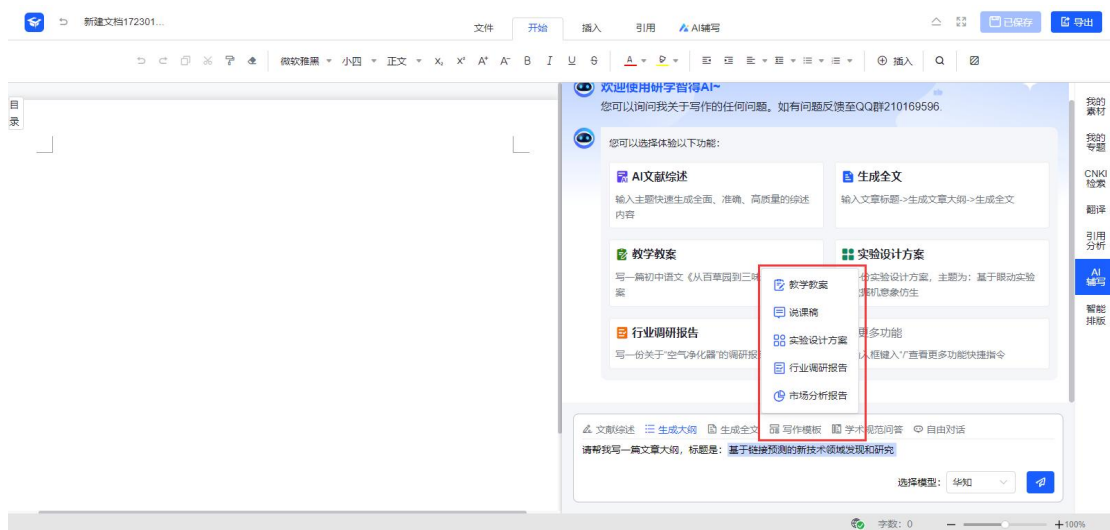 新建文档172301...
文件 开始 插入 引用 AI辅写
已保存 导出
微软雅黑 小四 正文 X, X² A⁺ A⁻ B I U S A 插入
目录
欢迎使用研学智得AI~
您可以询问我关于写作的任何问题。如有问题反馈至QQ群210169596.
您可以选择体验以下功能：
AI文献综述
输入主题快速生成全面、准确、高质量的综述
内容
生成全文
输入文章标题->生成文章大纲->生成全文
教学教案
写一篇初中语文《从百草园到三味
案
实验设计方案
份实验设计方案，主题为：基于眼动实验
机意象仿生
行业调研报告
写一份关于“空气净化器”的调研报
更多功能
入框键入“/”查看更多功能快捷指令
教学教案
说课稿
实验设计方案
行业调研报告
市场分析报告
文献综述 生成大纲 生成全文 写作模板 学术规范问答 自由对话
请帮我写一篇文章大纲，标题是：基于链接预测的新技术领域发现和研究
选择模型： 华知
我的
素材
我的
专题
CNKI
检索
翻译
引用
分析
AI
辅写
智能
排版
字数：0 100%